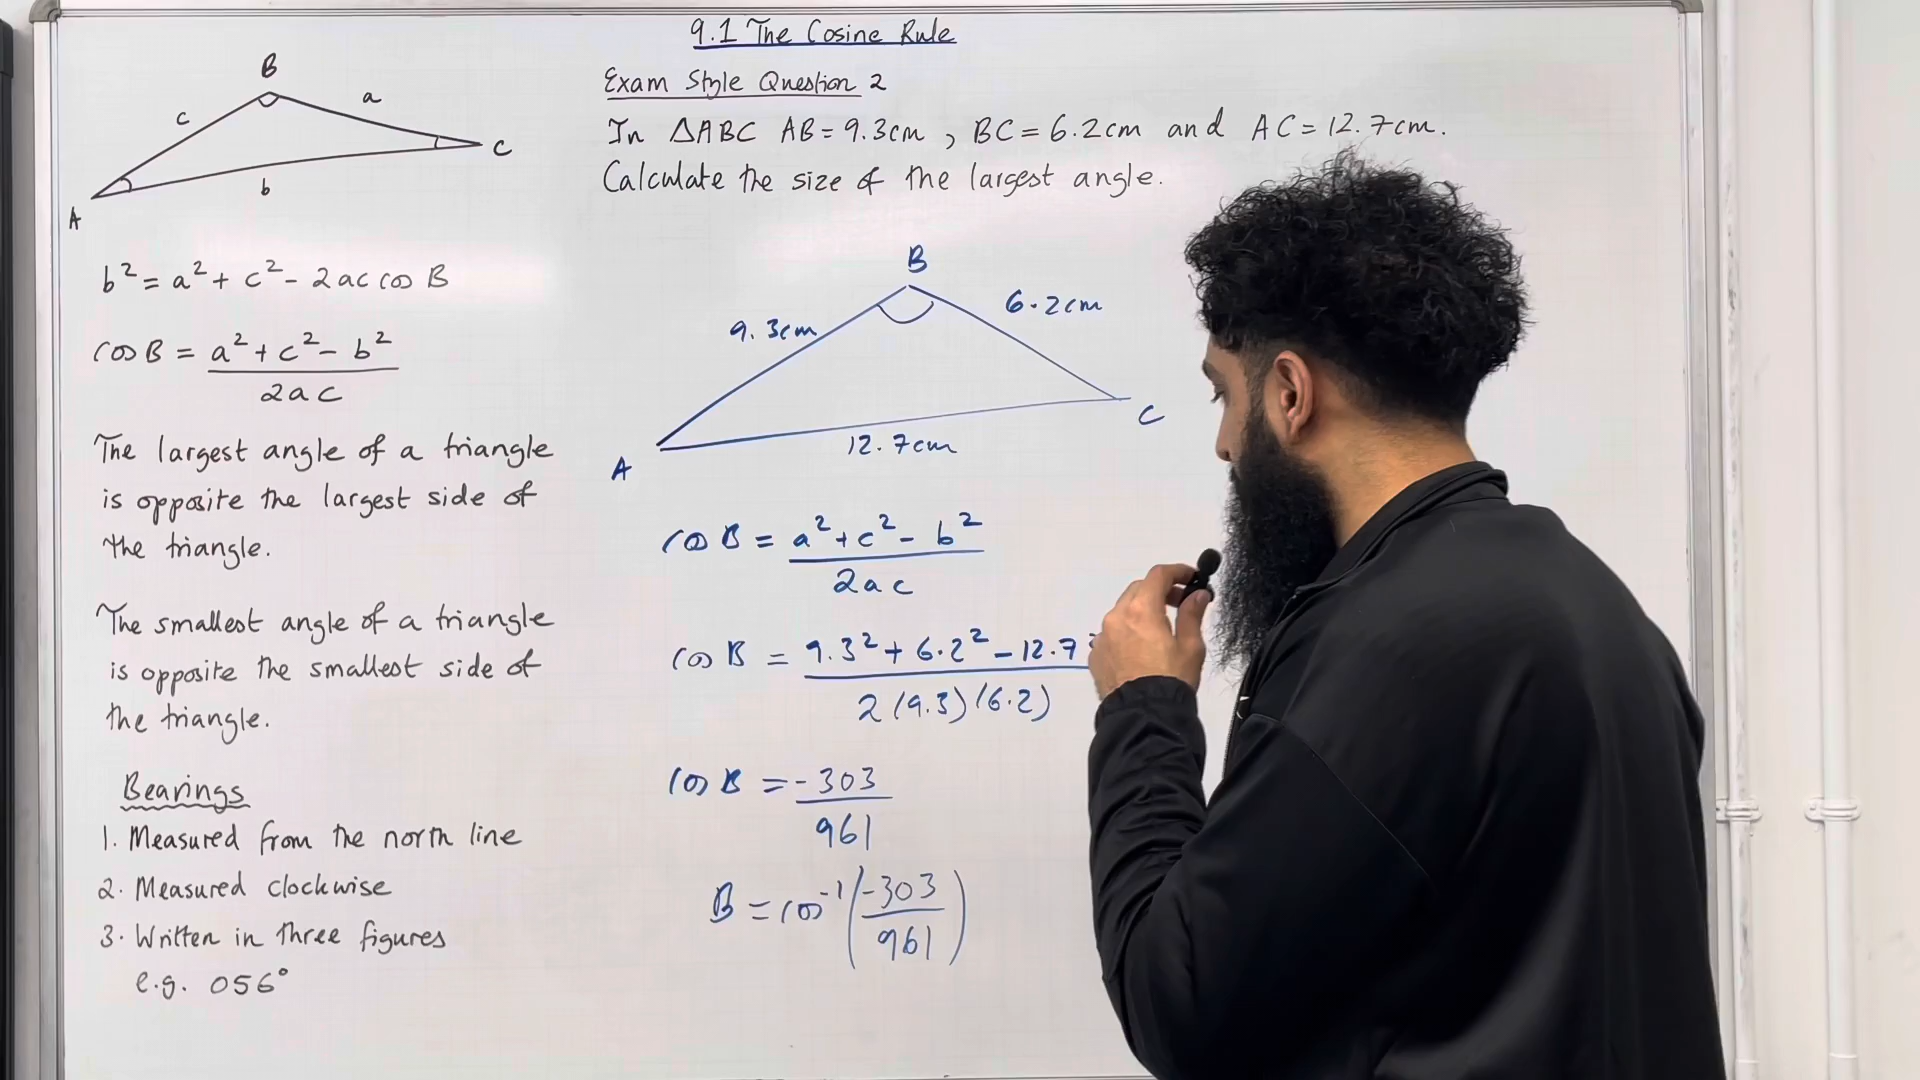 9.1 The Cosine Rule
B
c
a
A
b
C
b² = a² + c² - 2ac cos B
cos B = a² + c² - b²
2ac
The largest angle of a triangle
is opposite the largest side of
the triangle.
The smallest angle of a triangle
is opposite the smallest side of
the triangle.
Bearings
1. Measured from the north line
2. Measured clockwise
3. Written in three figures
e.g. 056°
Exam Style Question 2
In △ABC AB = 9.3cm, BC = 6.2cm and AC = 12.7cm.
Calculate the size of the largest angle.
B
9.3cm
6.2cm
A
12.7cm
C
cos B = a² + c² - b²
2ac
cos B = 9.3² + 6.2² - 12.7²
2(9.3)(6.2)
cos B = -303
961
B = cos⁻¹(-303
961)